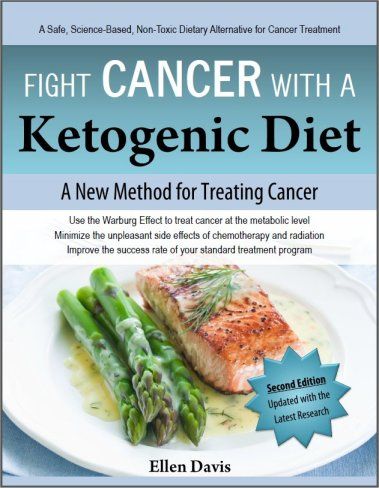 A Safe, Science-Based, Non-Toxic Dietary Alternative for Cancer Treatment
FIGHT CANCER WITH A
Ketogenic Diet
A New Method for Treating Cancer
Use the Warburg Effect to treat cancer at the metabolic level
Minimize the unpleasant side effects of chemotherapy and radiation
Improve the success rate of your standard treatment program
Second Edition
Updated with the
Latest Research
Ellen Davis